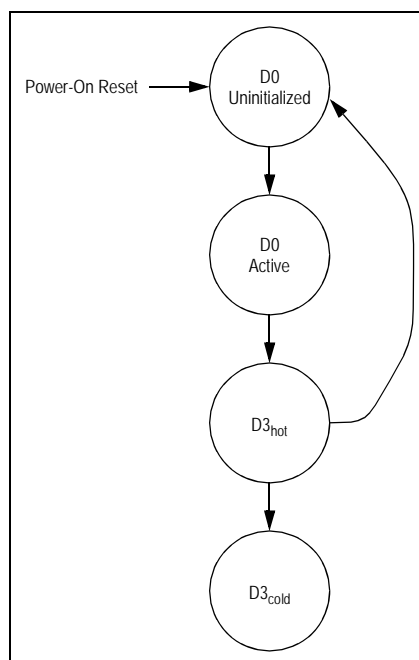 D0
Uninitialized
Power-On Reset
D0
Active
D3hot
D3cold